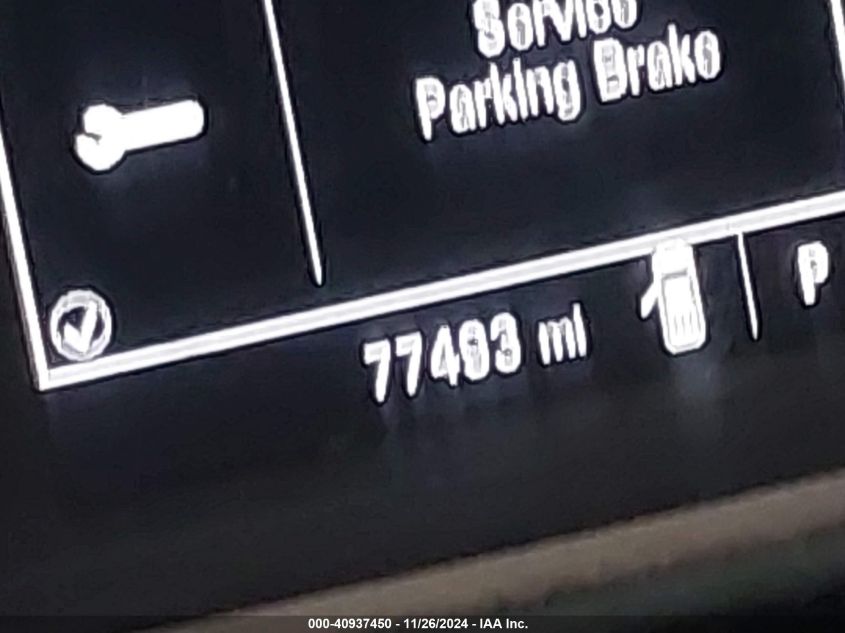 Service
Parking Brake
77493 mi
P
000-40937450 - 11/26/2024 - IAA Inc.